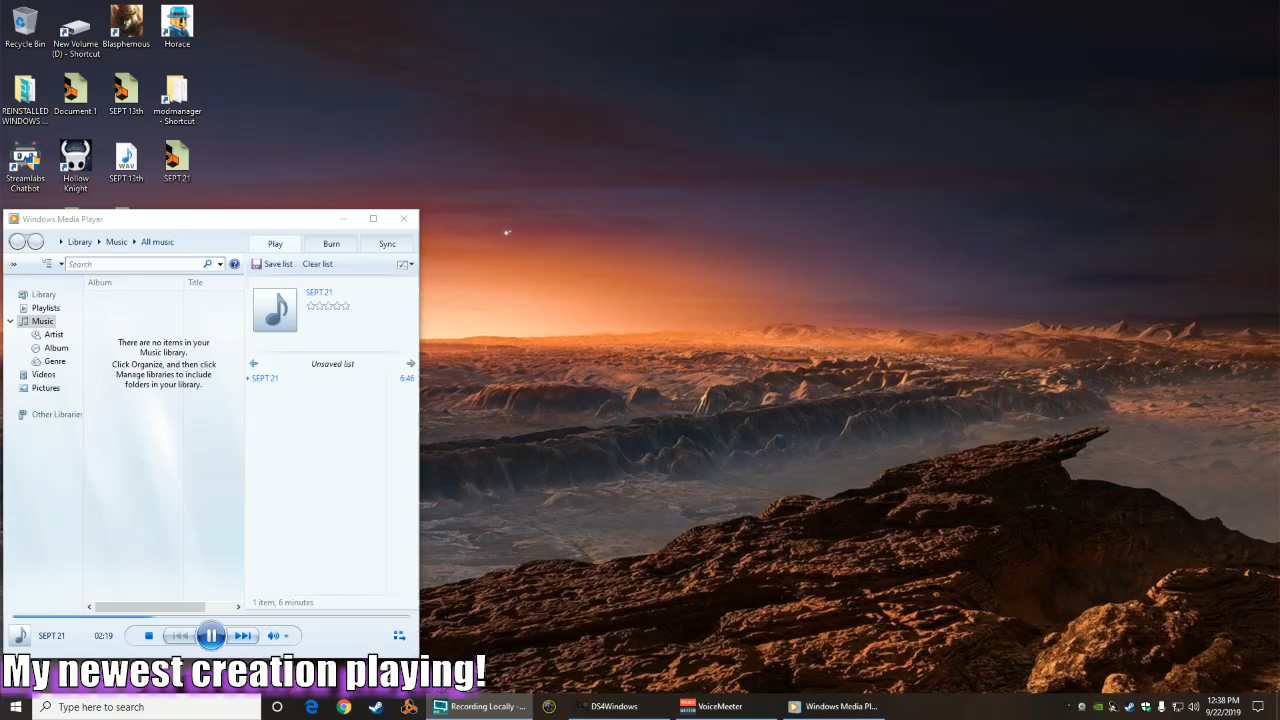 Recycle Bin
New Volume
(D) - Shortcut
Blasphemous
Horace
REINSTALLED
WINDOWS ...
Document 1
SEPT 13th
modmanager
- Shortcut
Streamlabs
Chatbot
Hollow
Knight
WAV
SEPT 13th
SEPT 21
Windows Media Player
Library
Music
All music
Play
Burn
Sync
»
Search
Save list
Clear list
Album
Title
Library
Playlists
Music
Artist
Album
Genre
Videos
Pictures
Other Libraries
There are no items in your
Music library.
Click Organize, and then click
Manage libraries to include
folders in your library.
SEPT 21
Unsaved list
SEPT 21
6:46
1 item, 6 minutes
SEPT 21
02:19
My newest creation playing!
Type here to search
Recording Locally -...
DS4Windows
VoiceMeeter
Windows Media Pl...
12:38 PM
9/22/2019